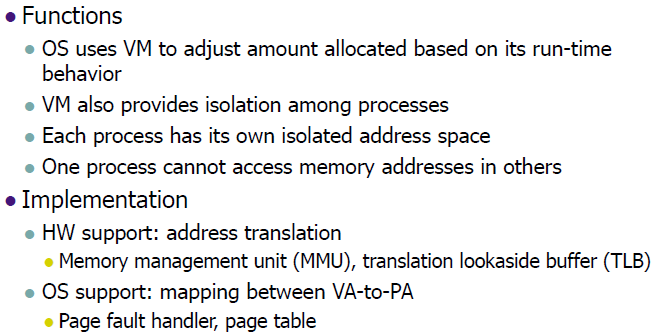 Functions
OS uses VM to adjust amount allocated based on its run-time
behavior
VM also provides isolation among processes
Each process has its own isolated address space
One process cannot access memory addresses in others
Implementation
HW support: address translation
Memory management unit (MMU), translation lookaside buffer (TLB)
OS support: mapping between VA-to-PA
Page fault handler, page table